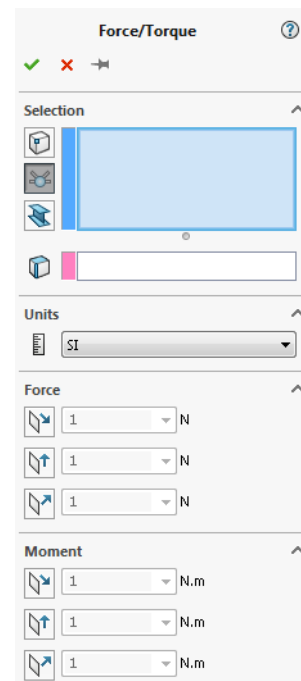 Force/Torque
Selection
Units
SI
Force
1 N
1 N
1 N
Moment
1 N.m
1 N.m
1 N.m